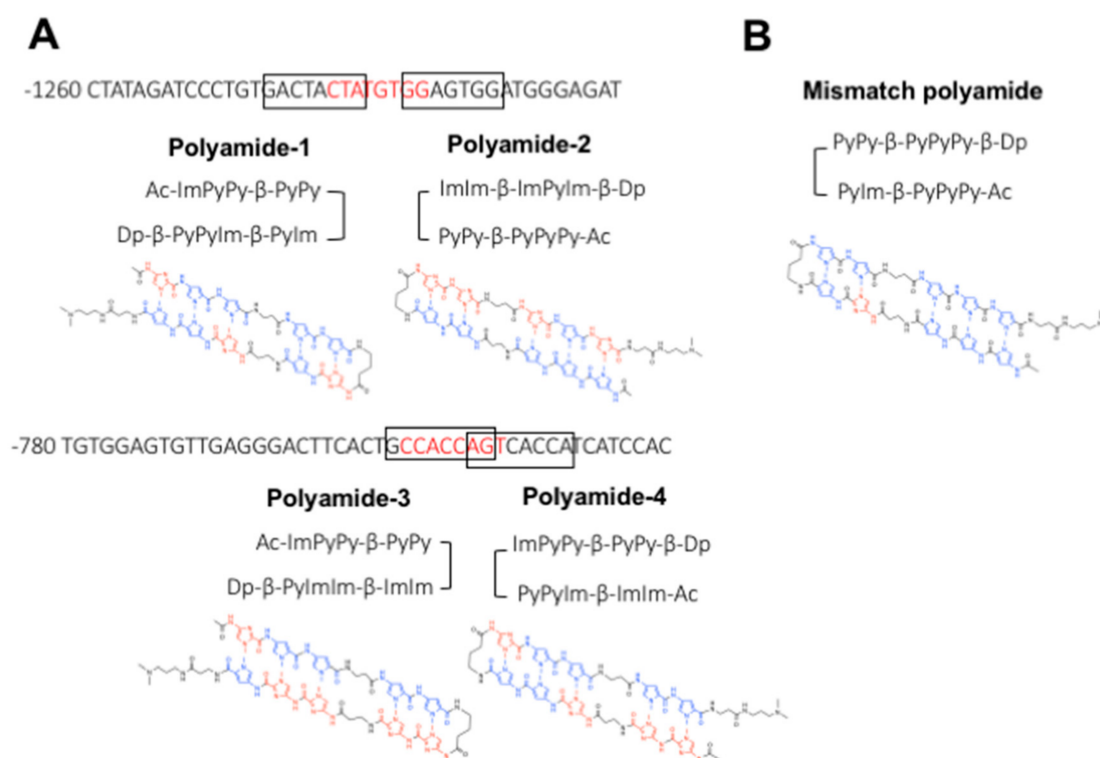 A
B
-1260 CTATAGATCCCTGTGACTACTATGTGGAGTGGATGGGAGAT
Mismatch polyamide
PyPy-β-PyPyPy-β-Dp
PyIm-β-PyPyPy-Ac
Polyamide-1
Polyamide-2
Ac-ImPyPy-β-PyPy
ImIm-β-ImPyIm-β-Dp
Dp-β-PyPyIm-β-PyIm
PyPy-β-PyPyPy-Ac
-780 TGTGGAGTGTTGAGGGACTTCACTGCCACCAGTCACCATCATCCAC
Polyamide-3
Polyamide-4
Ac-ImPyPy-β-PyPy
ImPyPy-β-PyPy-β-Dp
Dp-β-PyImIm-β-ImIm
PyPyIm-β-ImIm-Ac